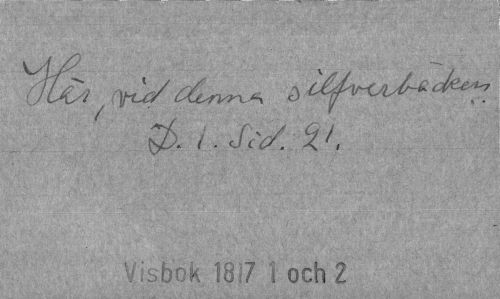 Här, vid denna silfverbäcken
D. 1. Sid. 21.
Visbok 1817 1 och 2